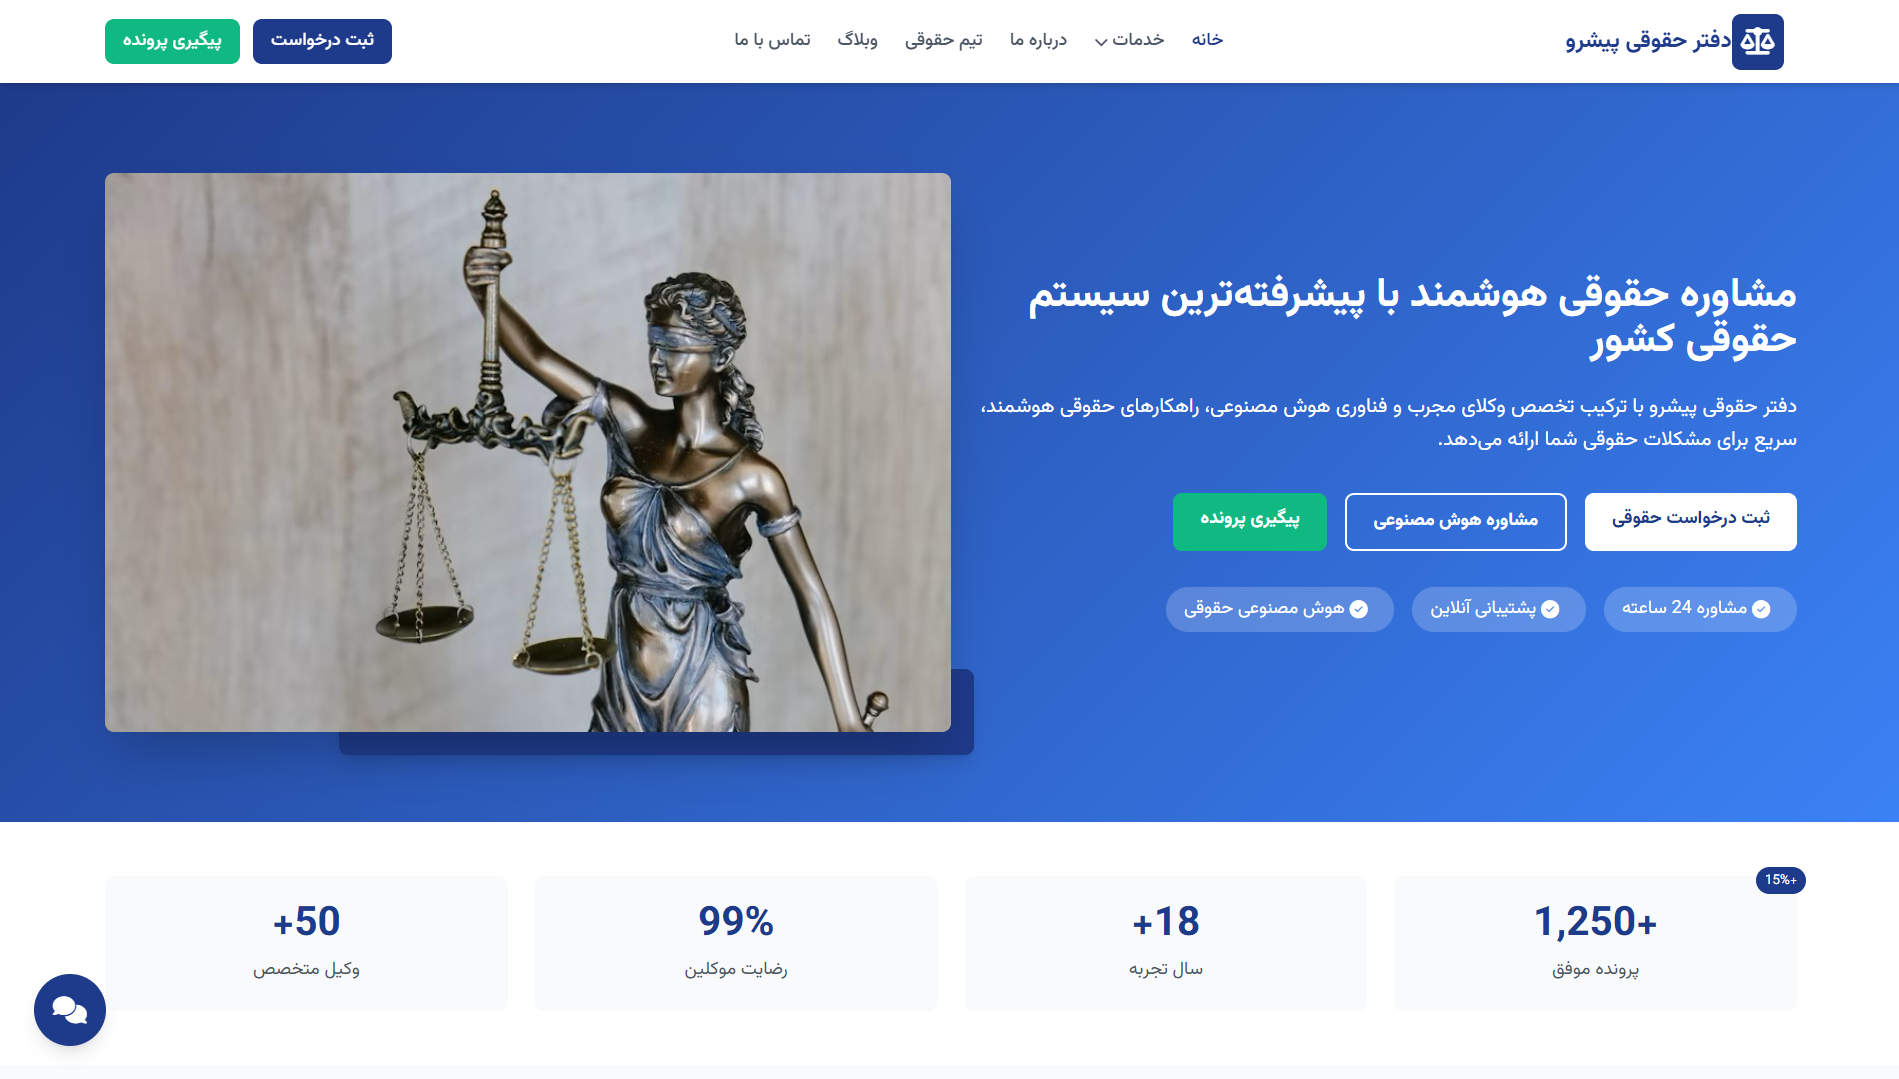 دفتر حقوقی پیشرو
خانه
خدمات
درباره ما
تیم حقوقی
وبلاگ
تماس با ما
ثبت درخواست
پیگیری پرونده
مشاوره حقوقی هوشمند با پیشرفته‌ترین سیستم
حقوقی کشور
دفتر حقوقی پیشرو با ترکیب تخصص وکلای مجرب و فناوری هوش مصنوعی، راهکارهای حقوقی هوشمند،
سریع برای مشکلات حقوقی شما ارائه می‌دهد.
ثبت درخواست حقوقی
مشاوره هوش مصنوعی
پیگیری پرونده
مشاوره 24 ساعته
پشتیبانی آنلاین
هوش مصنوعی حقوقی
15%+
1,250+
پرونده موفق
+18
سال تجربه
99%
رضایت موکلین
+50
وکیل متخصص